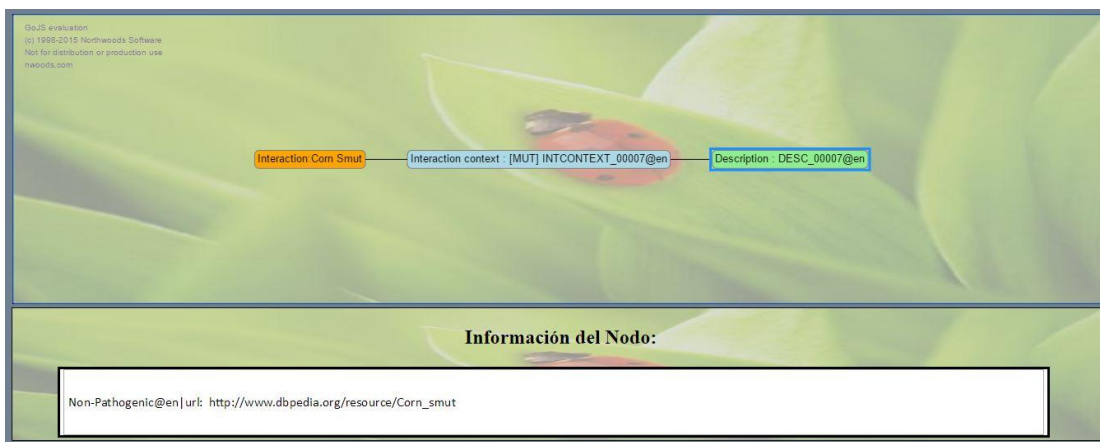 GoJS evaluation
(c) 1998-2015 Northwoods Software
Not for distribution or production use
nwoods.com
Interaction:Corn Smut
Interaction context : [MUT] INTCONTEXT_00007@en
Description : DESC_00007@en
Información del Nodo:
Non-Pathogenic@en|url: http://www.dbpedia.org/resource/Corn_smut